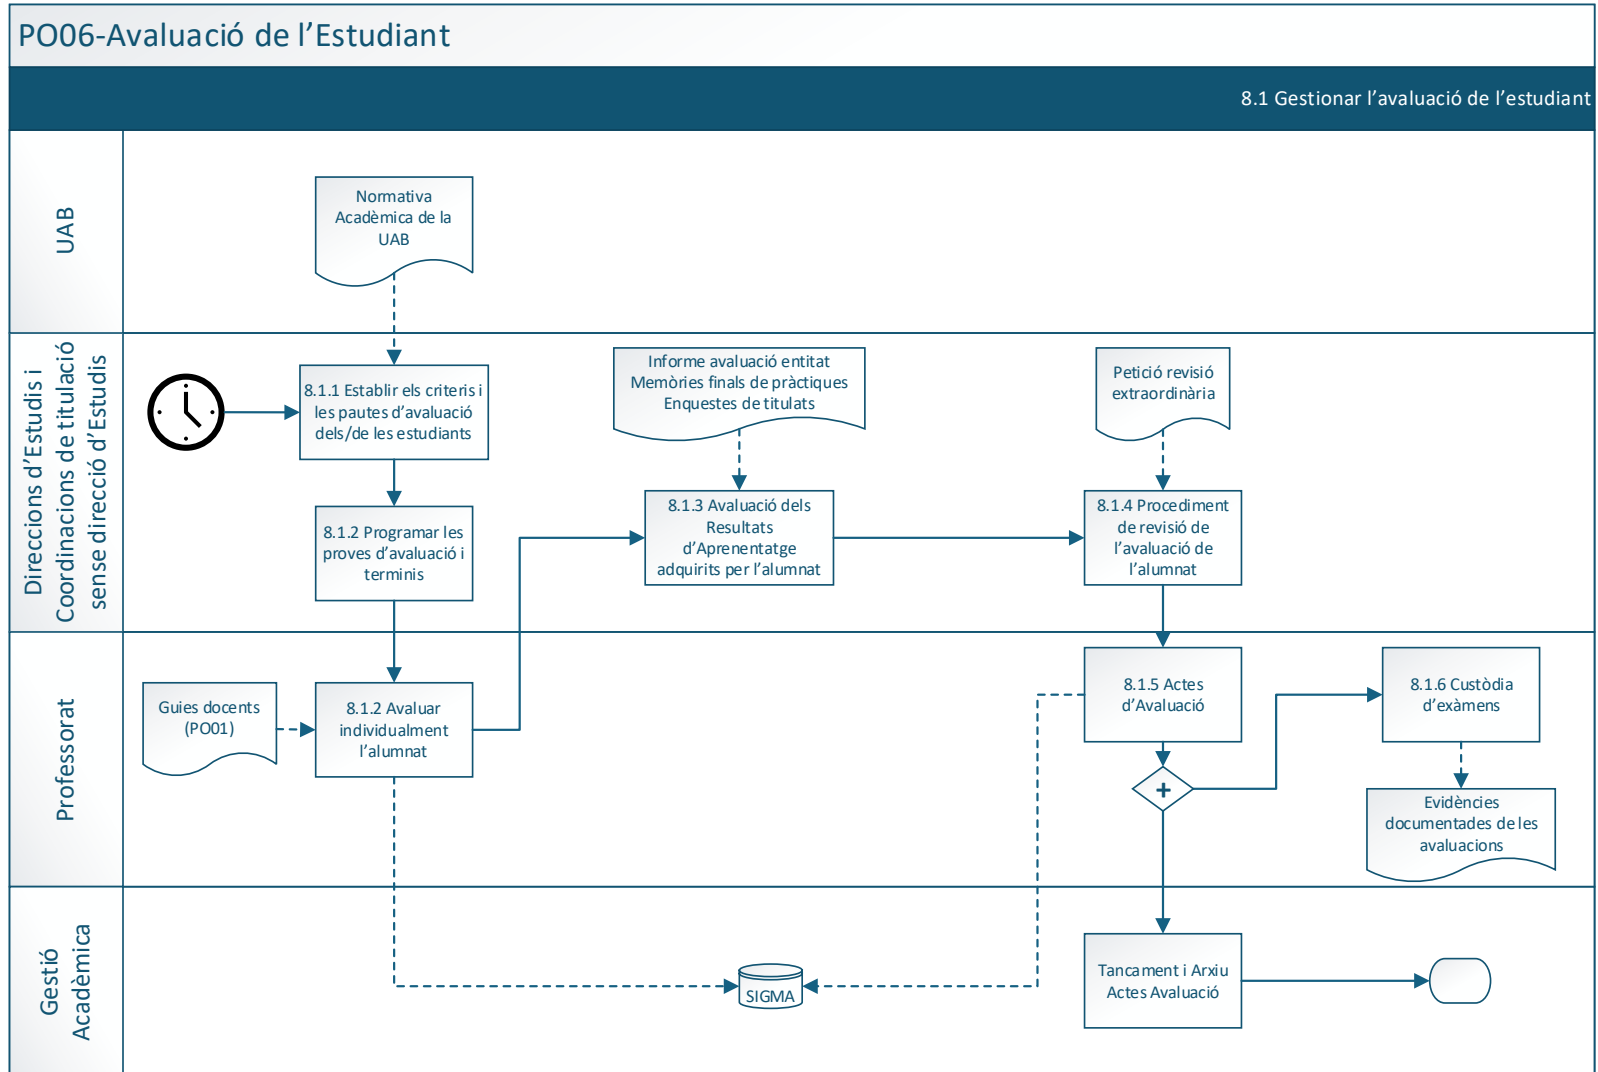 PO06-Avaluació de l’Estudiant
8.1 Gestionar l’avaluació de l’estudiant
UAB
Normativa
Acadèmica de la
UAB
Direccions d’Estudis i
Coordinacions de titulació
sense direcció d’Estudis
8.1.1 Establir els criteris i
les pautes d’avaluació
dels/de les estudiants
Informe avaluació entitat
Memòries finals de pràctiques
Enquestes de titulats
Petició revisió
extraordinària
8.1.2 Programar les
proves d’avaluació i
terminis
8.1.3 Avaluació dels
Resultats
d’Aprenentatge
adquirits per l’alumnat
8.1.4 Procediment
de revisió de
l’avaluació de
l’alumnat
Professorat
Guies docents
(PO01)
8.1.2 Avaluar
individualment
l’alumnat
8.1.5 Actes
d’Avaluació
8.1.6 Custòdia
d’exàmens
+
Evidències
documentades de les
avaluacions
Gestió
Acadèmica
SIGMA
Tancament i Arxiu
Actes Avaluació